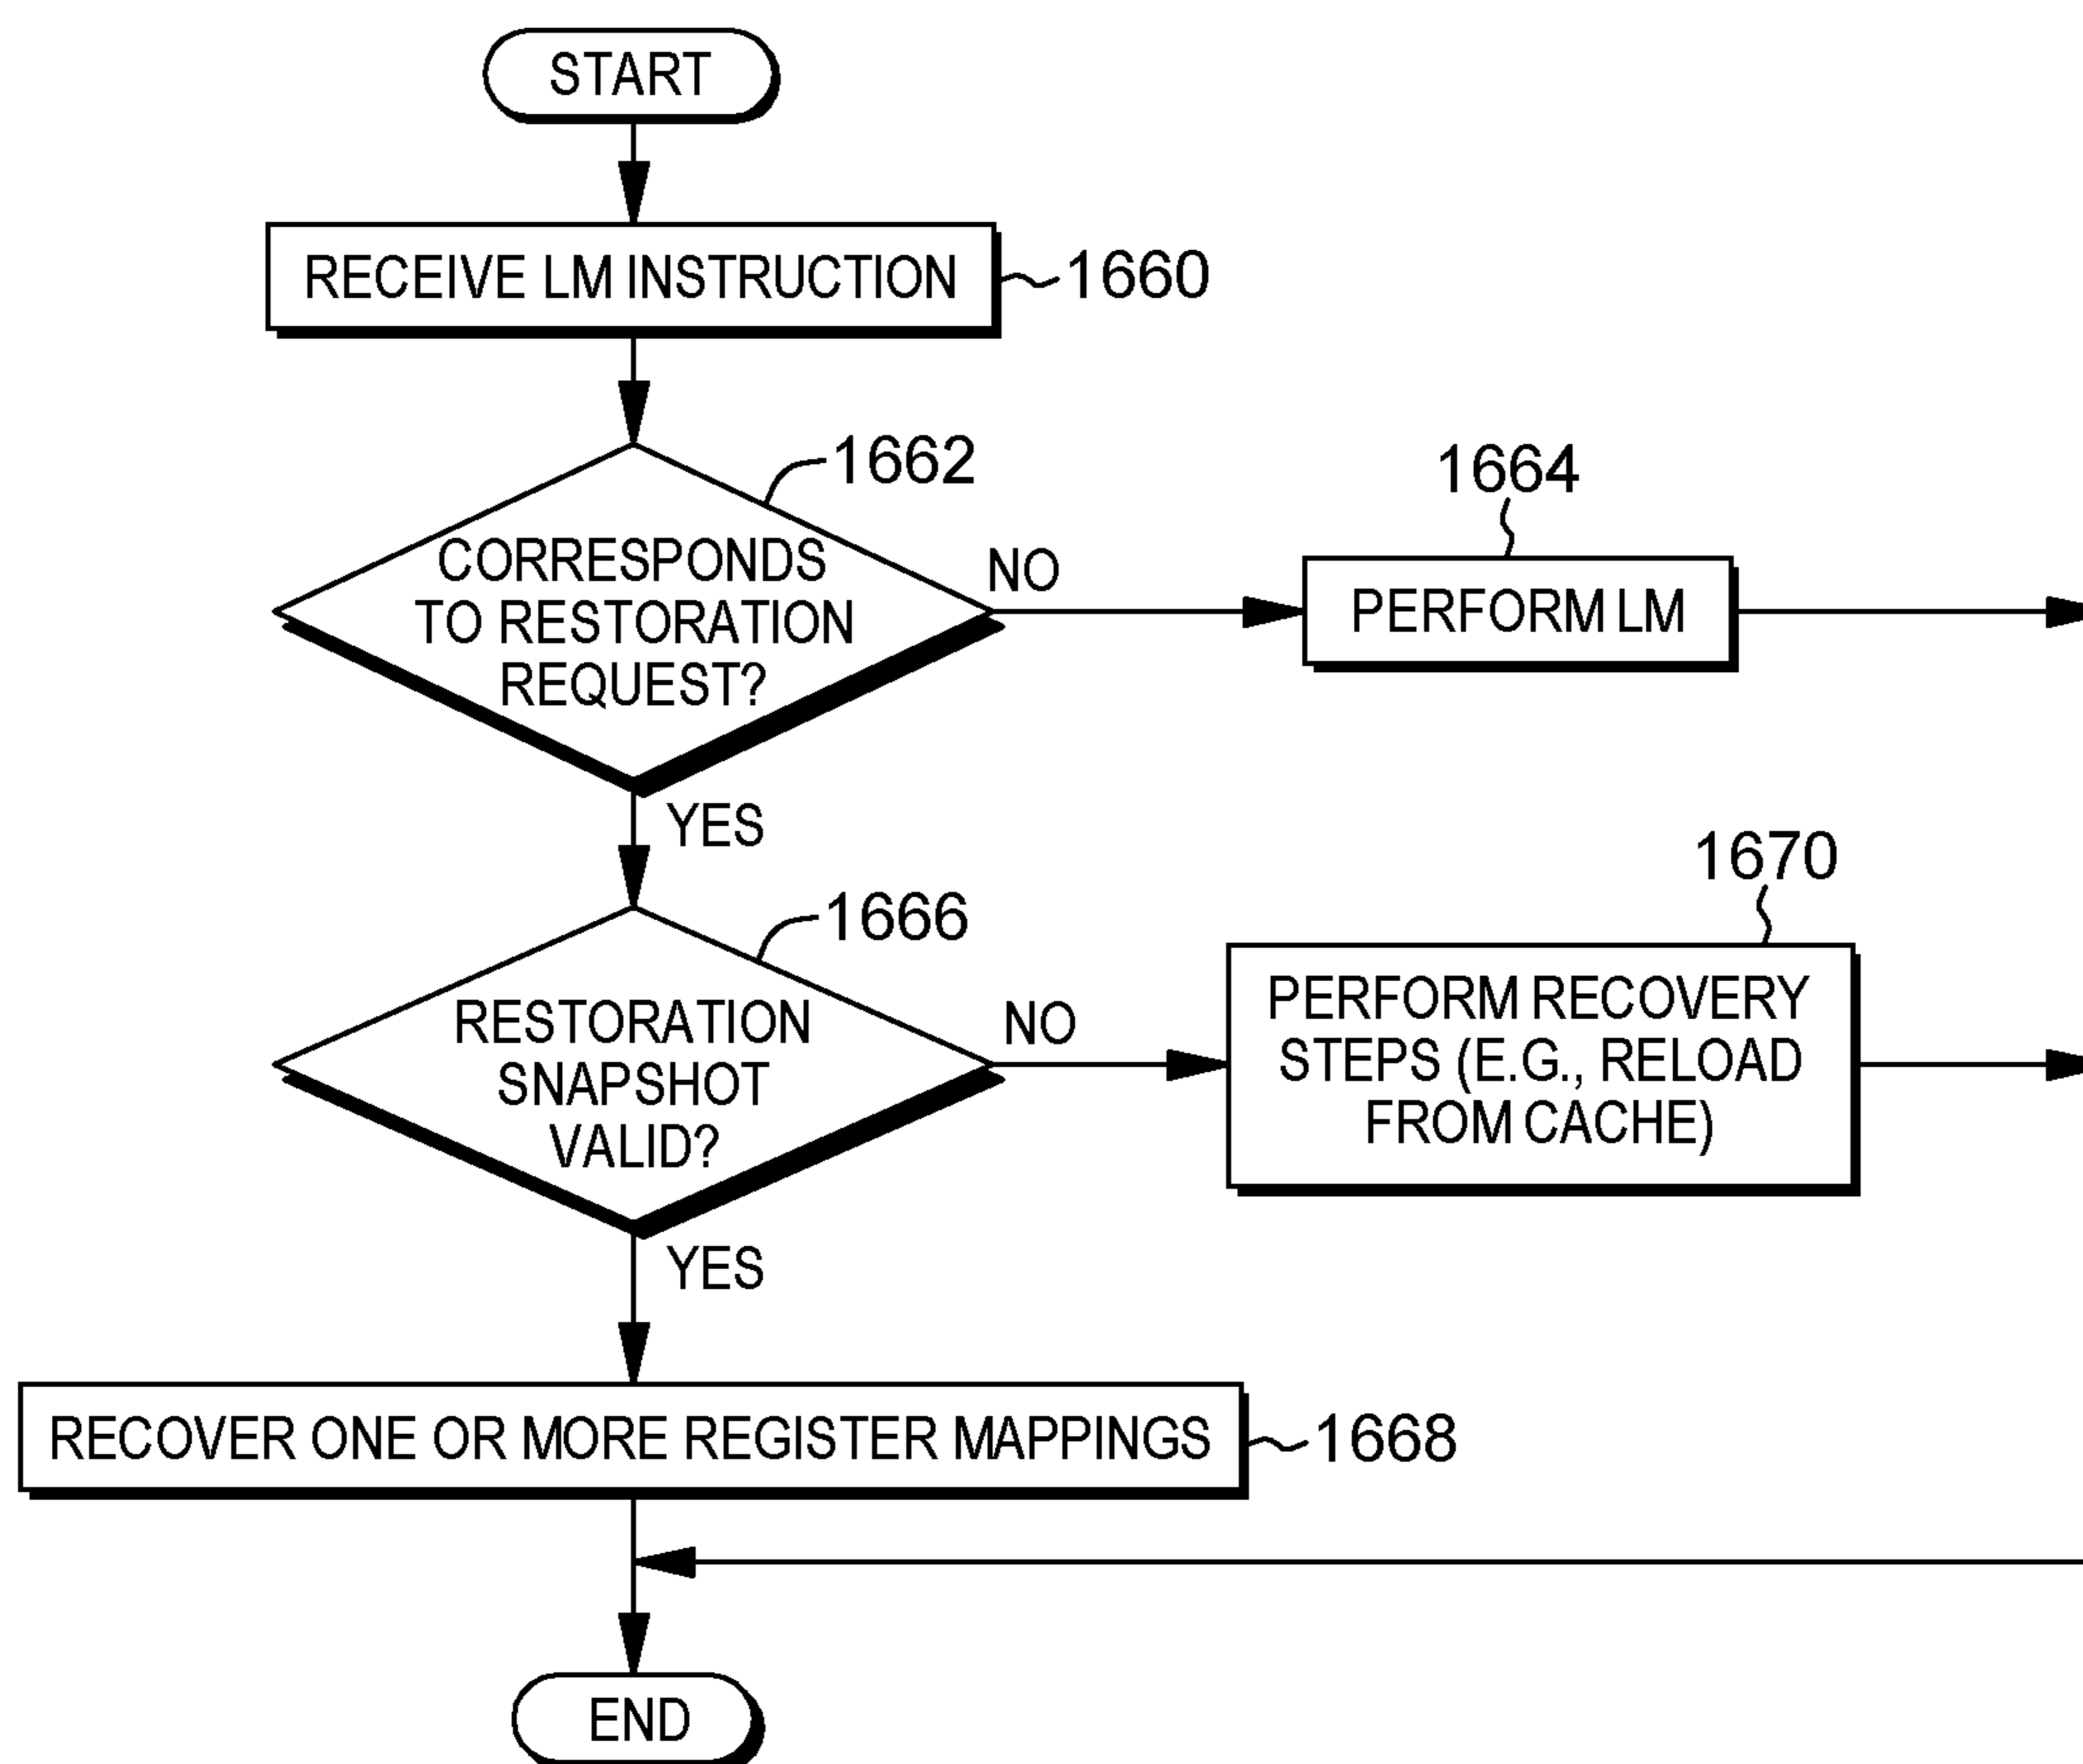 START
RECEIVE LM INSTRUCTION
1660
1662
CORRESPONDS
TO RESTORATION
REQUEST?
NO
1664
PERFORM LM
YES
1666
RESTORATION
SNAPSHOT
VALID?
NO
1670
PERFORM RECOVERY
STEPS (E.G., RELOAD
FROM CACHE)
YES
RECOVER ONE OR MORE REGISTER MAPPINGS
1668
END